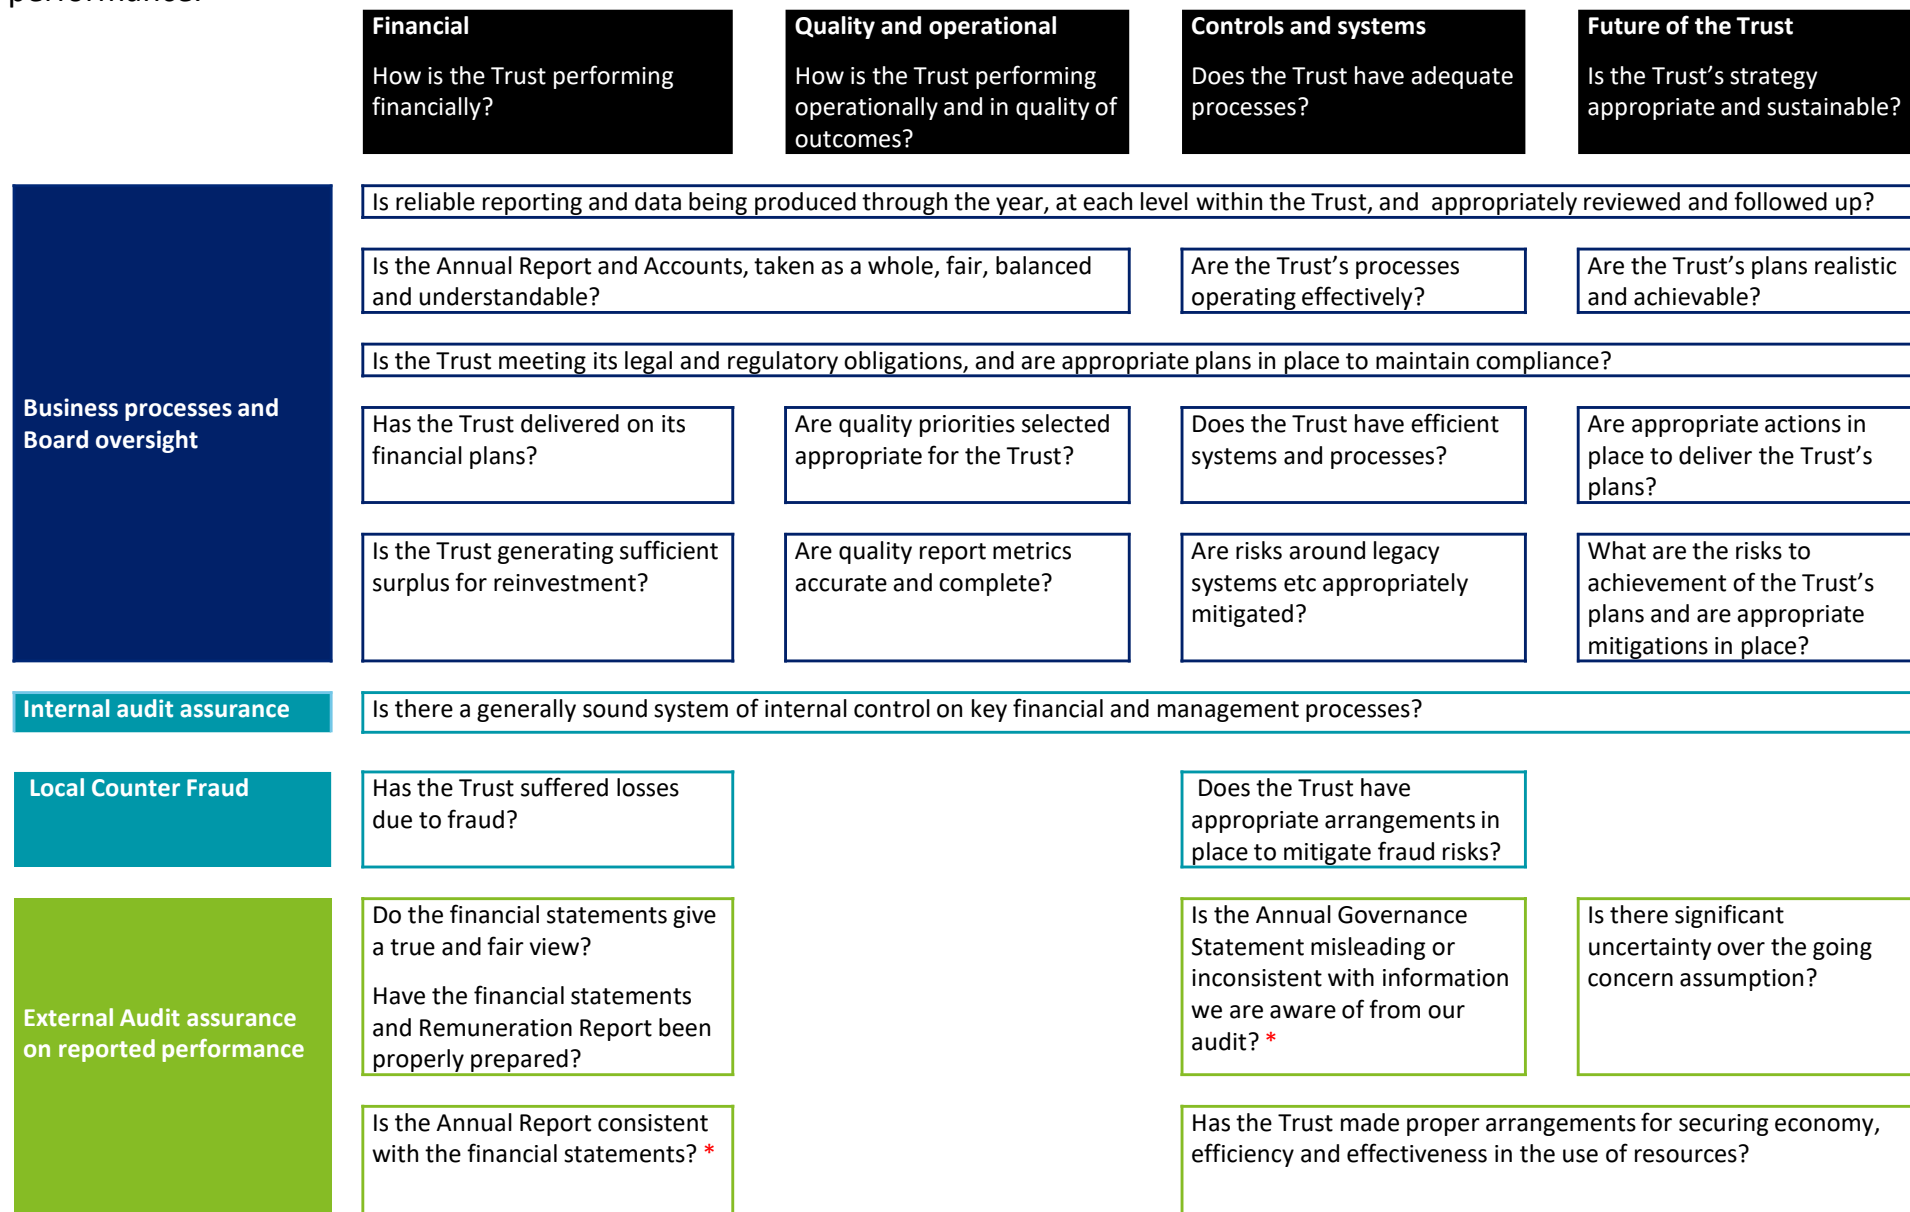 performance.
Financial
How is the Trust performing
financially?
Quality and operational
How is the Trust performing
operationally and in quality of
outcomes?
Controls and systems
Does the Trust have adequate
processes?
Future of the Trust
Is the Trust’s strategy
appropriate and sustainable?
Business processes and
Board oversight
Is reliable reporting and data being produced through the year, at each level within the Trust, and  appropriately reviewed and followed up?
Is the Annual Report and Accounts, taken as a whole, fair, balanced
and understandable?
Are the Trust’s processes
operating effectively?
Are the Trust’s plans realistic
and achievable?
Is the Trust meeting its legal and regulatory obligations, and are appropriate plans in place to maintain compliance?
Has the Trust delivered on its
financial plans?
Are quality priorities selected
appropriate for the Trust?
Does the Trust have efficient
systems and processes?
Are appropriate actions in
place to deliver the Trust’s
plans?
Is the Trust generating sufficient
surplus for reinvestment?
Are quality report metrics
accurate and complete?
Are risks around legacy
systems etc appropriately
mitigated?
What are the risks to
achievement of the Trust’s
plans and are appropriate
mitigations in place?
Internal audit assurance
Is there a generally sound system of internal control on key financial and management processes?
Local Counter Fraud
Has the Trust suffered losses
due to fraud?
Does the Trust have
appropriate arrangements in
place to mitigate fraud risks?
External Audit assurance
on reported performance
Do the financial statements give
a true and fair view?
Have the financial statements
and Remuneration Report been
properly prepared?
Is the Annual Governance
Statement misleading or
inconsistent with information
we are aware of from our
audit? *
Is there significant
uncertainty over the going
concern assumption?
Is the Annual Report consistent
with the financial statements? *
Has the Trust made proper arrangements for securing economy,
efficiency and effectiveness in the use of resources?